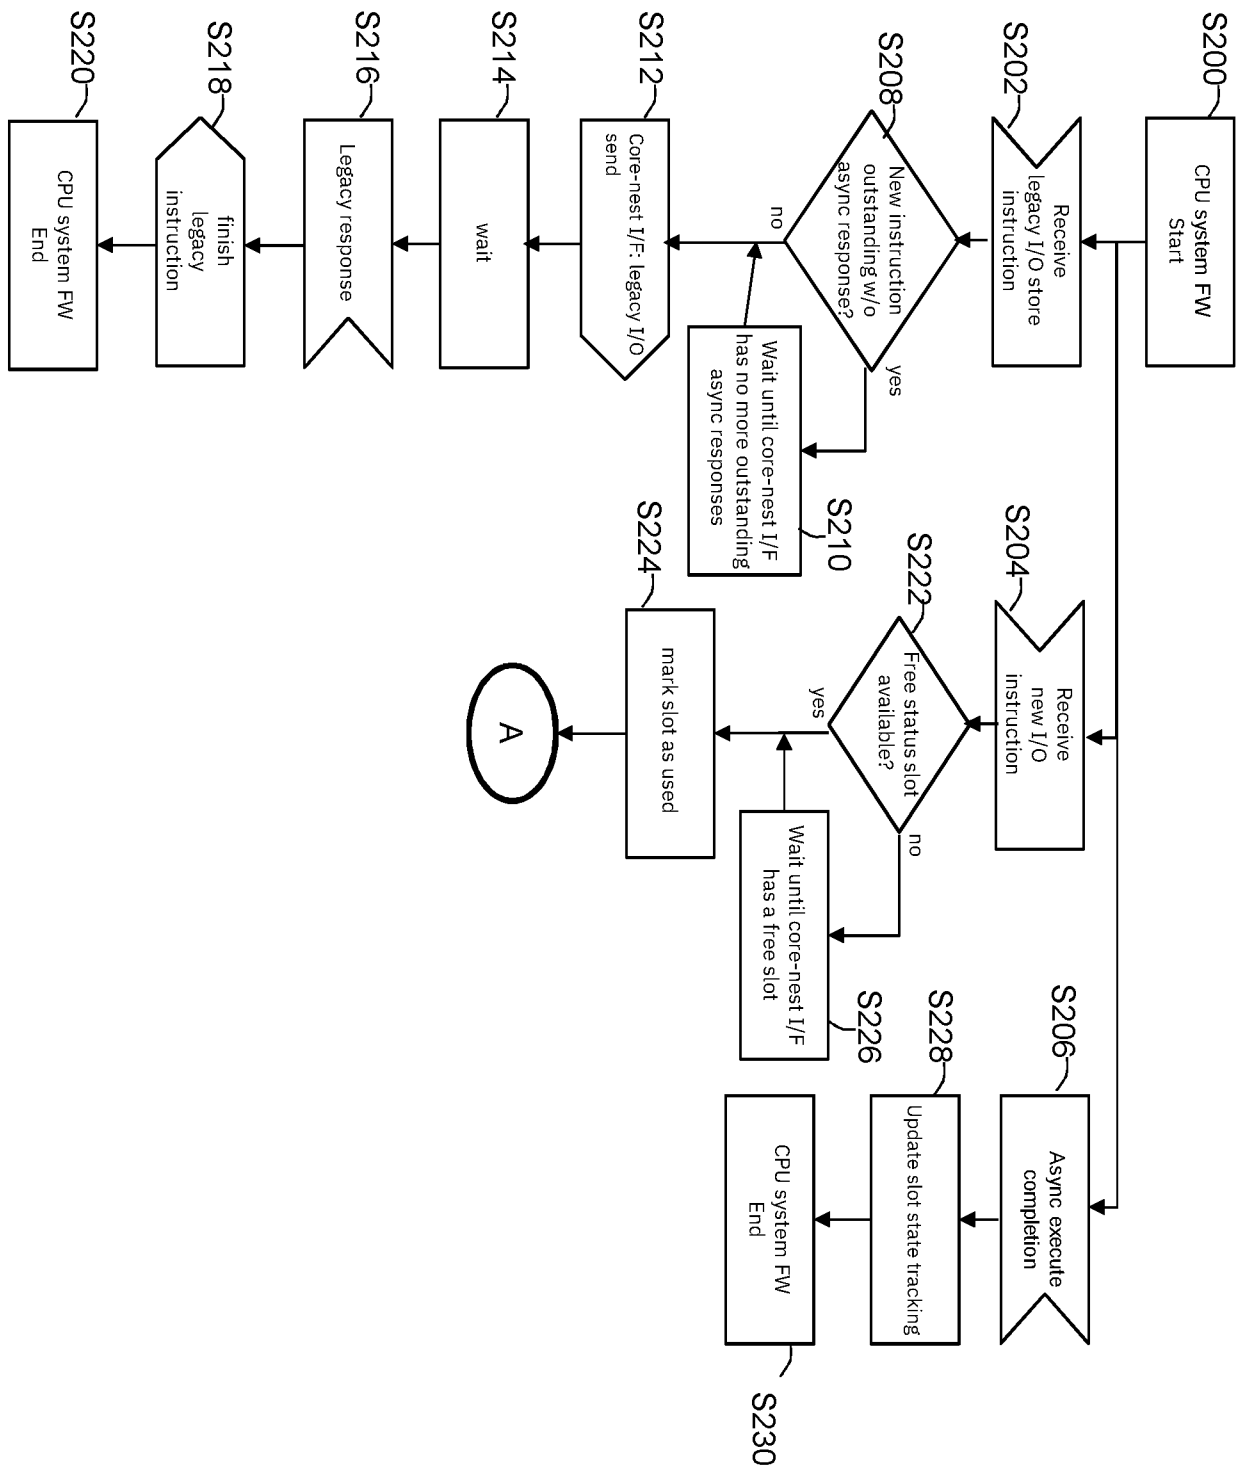 S200
CPU system FW
Start
S202
Receive
legacy I/O store
instruction
S208
New instruction
outstanding w/o
async response?
yes
no
S210
Wait until core-nest I/F
has no more outstanding
async responses
S212
Core-nest I/F: legacy I/O
send
S214
wait
S216
Legacy response
S218
finish
legacy
instruction
S220
CPU system FW
End
S204
Receive
new I/O
instruction
S222
Free status slot
available?
no
yes
S226
Wait until core-nest I/F
has a free slot
S224
mark slot as used
A
S206
Async execute
completion
S228
Update slot state tracking
CPU system FW
End
S230